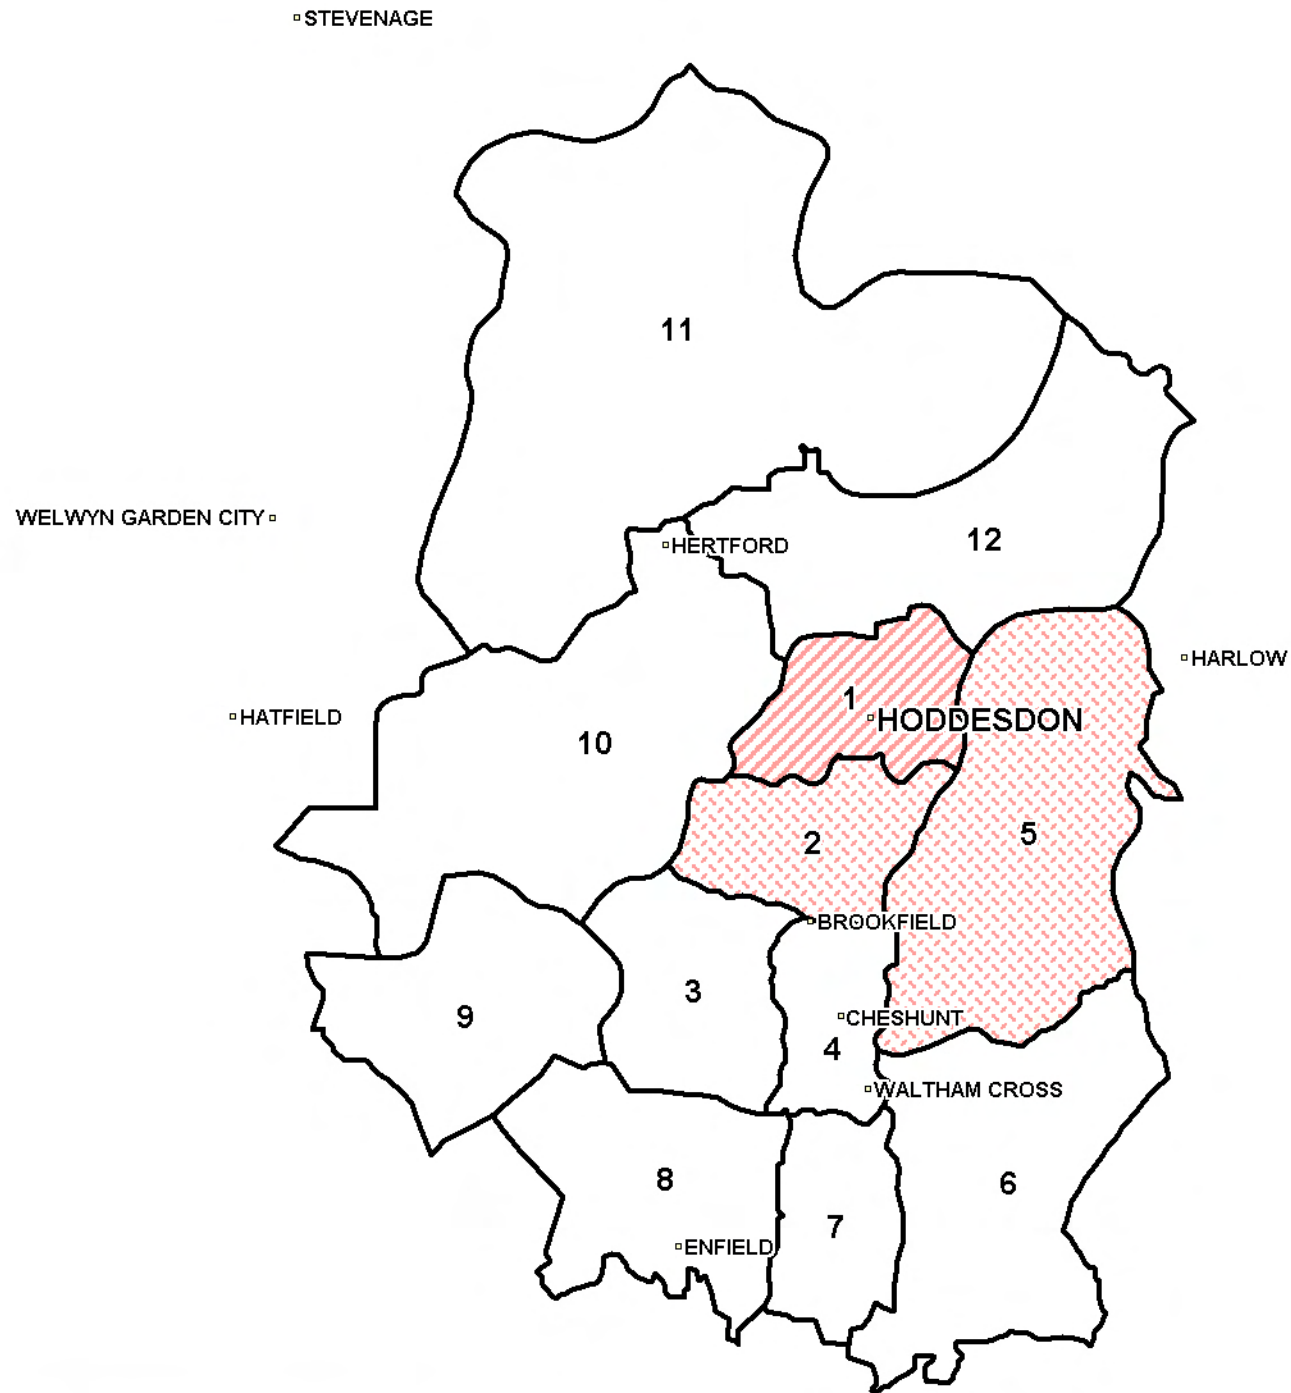 STEVENAGE
11
WELWYN GARDEN CITY
HERTFORD
12
HARLOW
1
HATFIELD
HODDESDON
10
2
5
BROOKFIELD
3
9
CHESHUNT
4
WALTHAM CROSS
8
6
7
ENFIELD